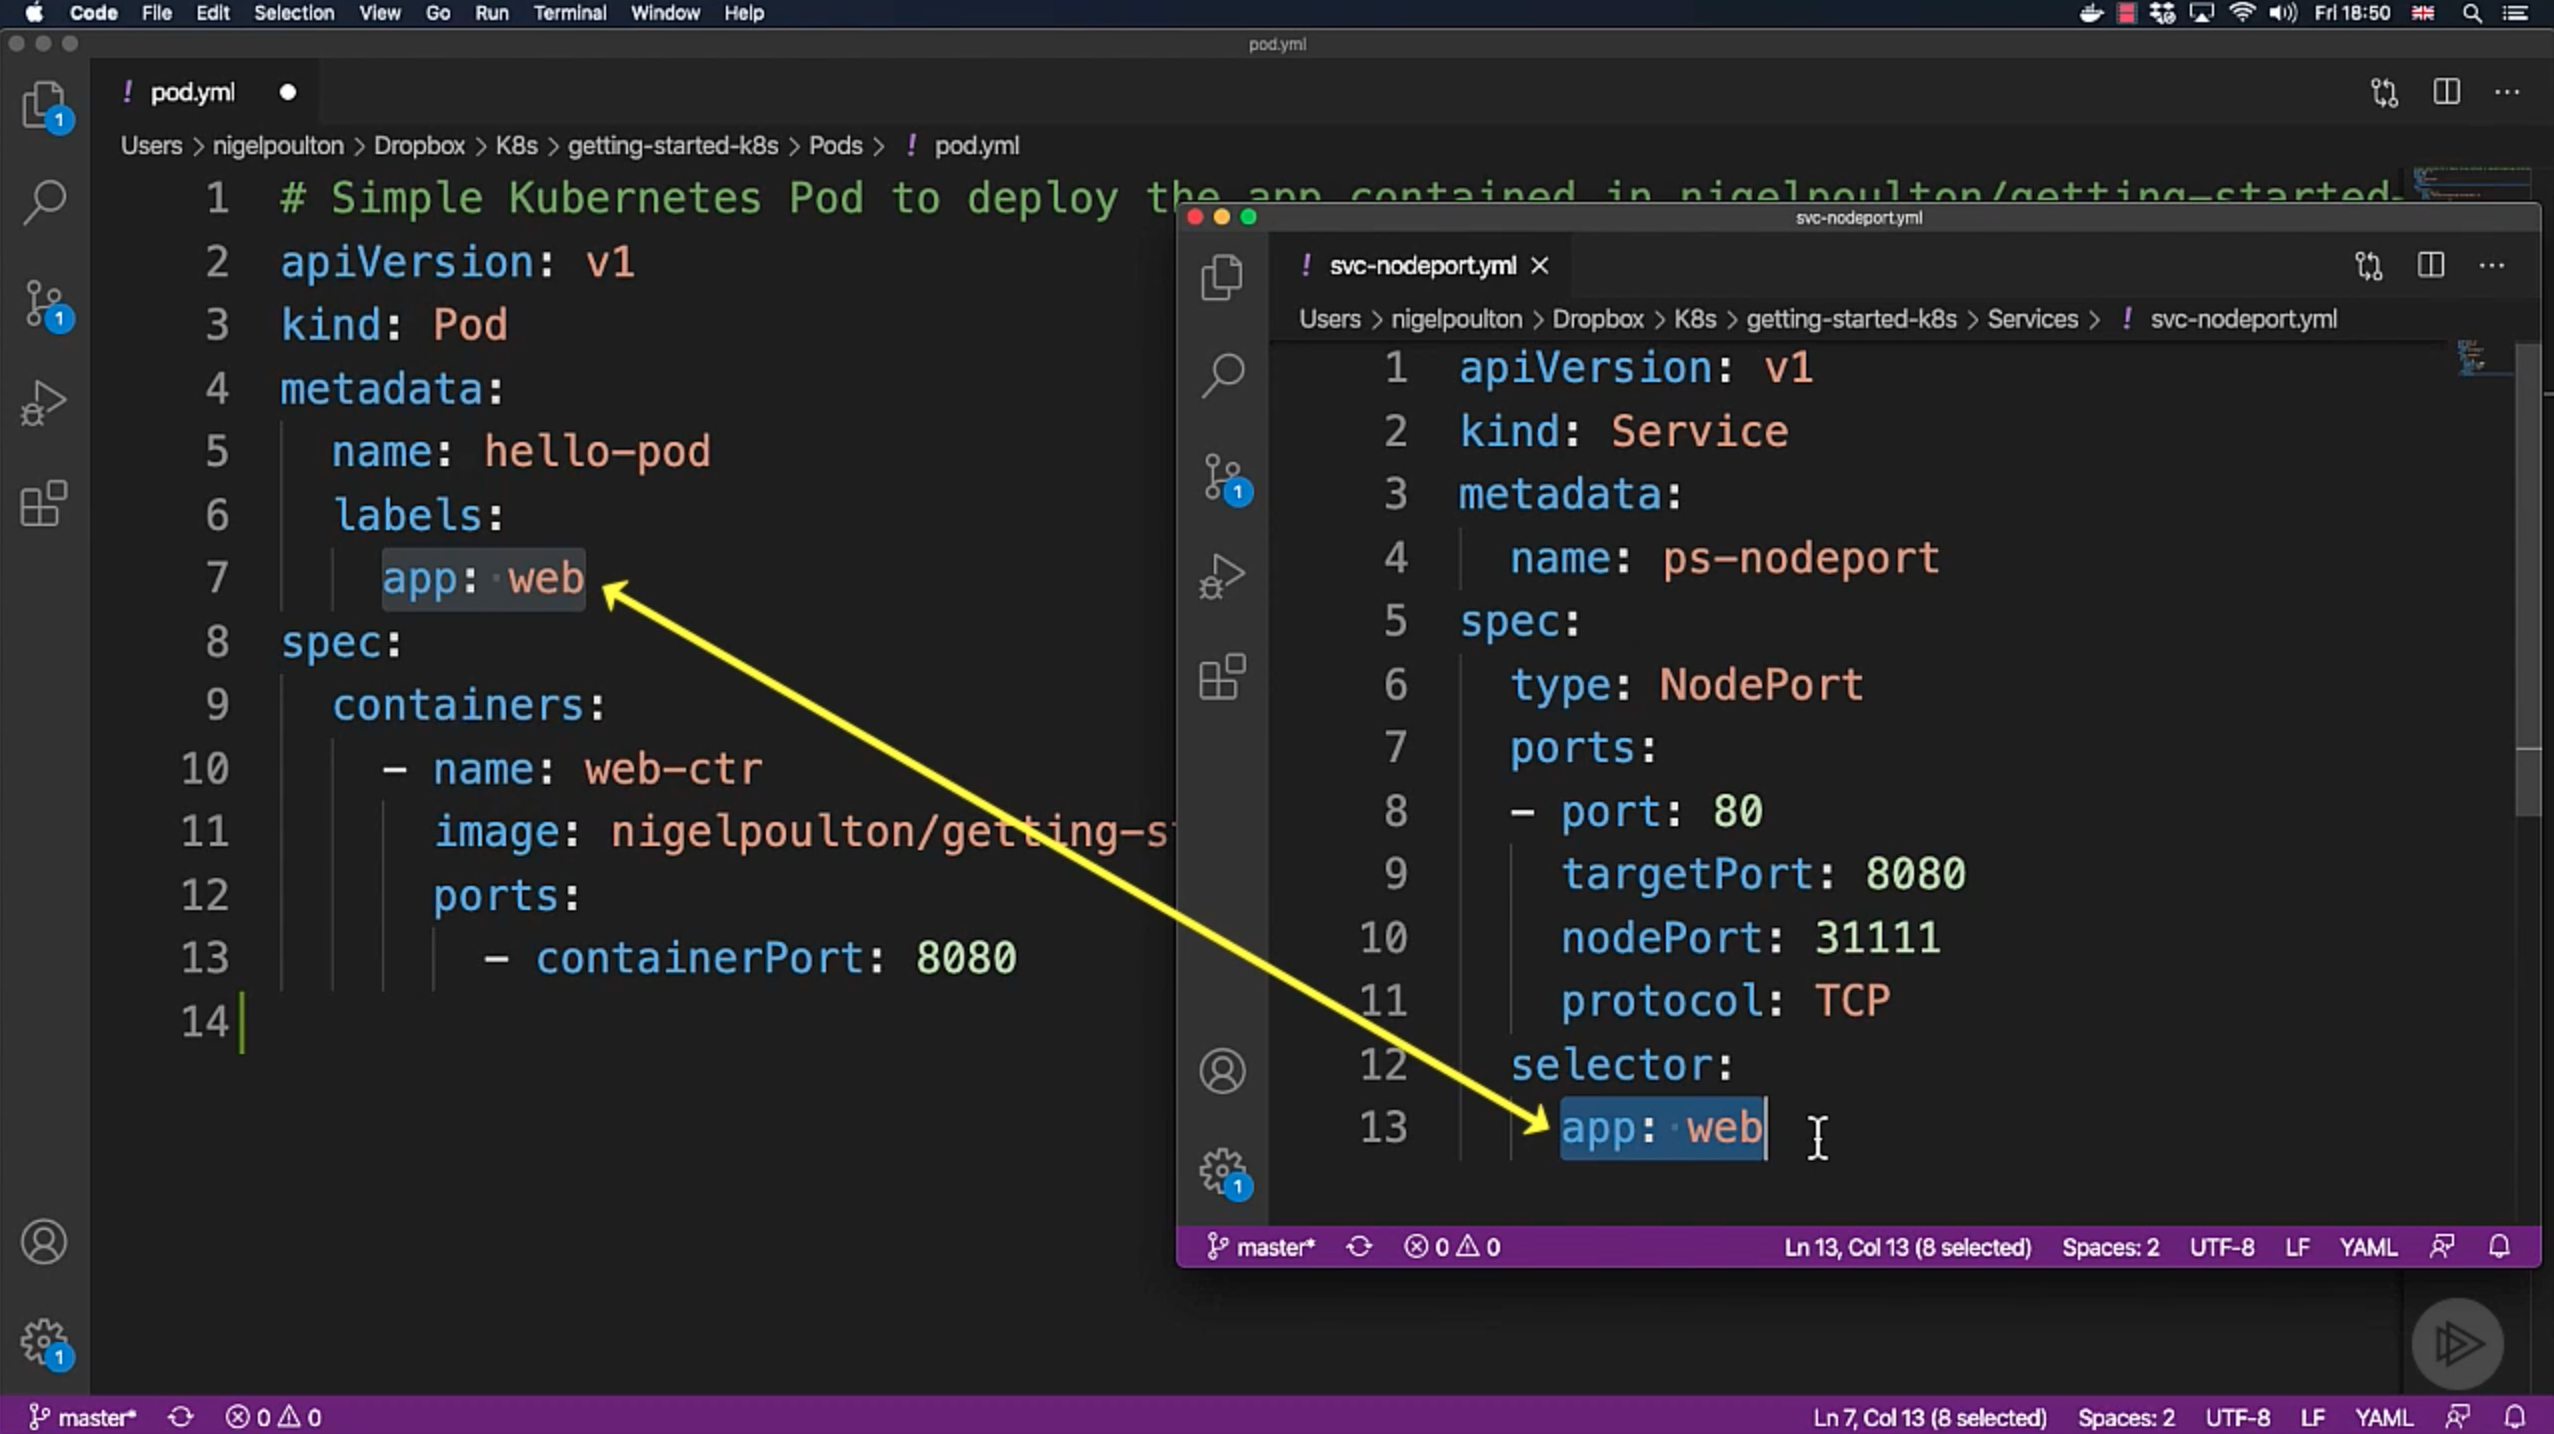 Code File Edit Selection View Go Run Terminal Window Help Fri 18:50
pod.yml
! pod.yml
1
Users > nigelpoulton > Dropbox > K8s > getting-started-k8s > Pods > ! pod.yml
1 # Simple Kubernetes Pod to deploy the app contained in nigelpoulton/getting-started-
2 apiVersion: v1
3 kind: Pod
1
4 metadata:
5 name: hello-pod
6 labels:
7 app: web
8 spec:
9 containers:
10 - name: web-ctr
11 image: nigelpoulton/getting-s
12 ports:
13 - containerPort: 8080
14
1
master* 0 0
Ln 7, Col 13 (8 selected) Spaces: 2 UTF-8 LF YAML
svc-nodeport.yml
! svc-nodeport.yml
Users > nigelpoulton > Dropbox > K8s > getting-started-k8s > Services > ! svc-nodeport.yml
1 apiVersion: v1
2 kind: Service
3 metadata:
1
4 name: ps-nodeport
5 spec:
6 type: NodePort
7 ports:
8 - port: 80
9 targetPort: 8080
10 nodePort: 31111
11 protocol: TCP
12 selector:
13 app: web
1
master* 0 0
Ln 13, Col 13 (8 selected) Spaces: 2 UTF-8 LF YAML